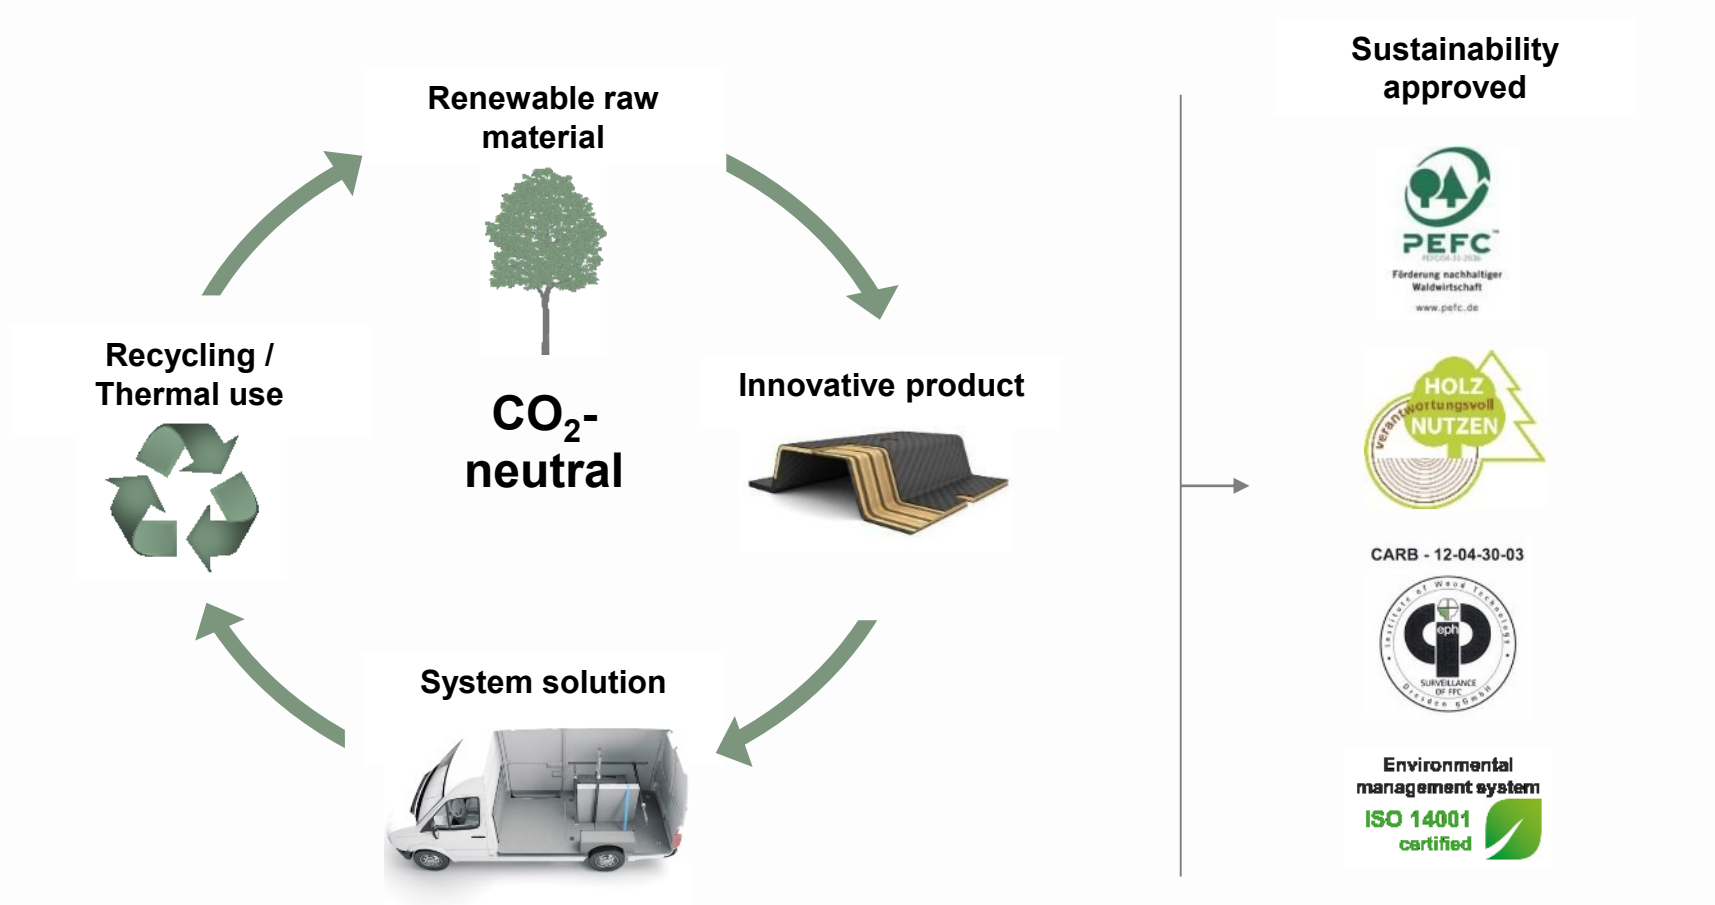 Renewable raw
material
Innovative product
System solution
Recycling /
Thermal use
CO₂-
neutral
Sustainability
approved
PEFC™
Förderung nachhaltiger
Waldwirtschaft
www.pefc.de
HOLZ
verantwortungsvoll
NUTZEN
CARB - 12-04-30-03
Institute of Wood Technology
eph
SURVEILLANCE
OF FPC
Dresden gGmbH
Environmental
management system
ISO 14001
certified